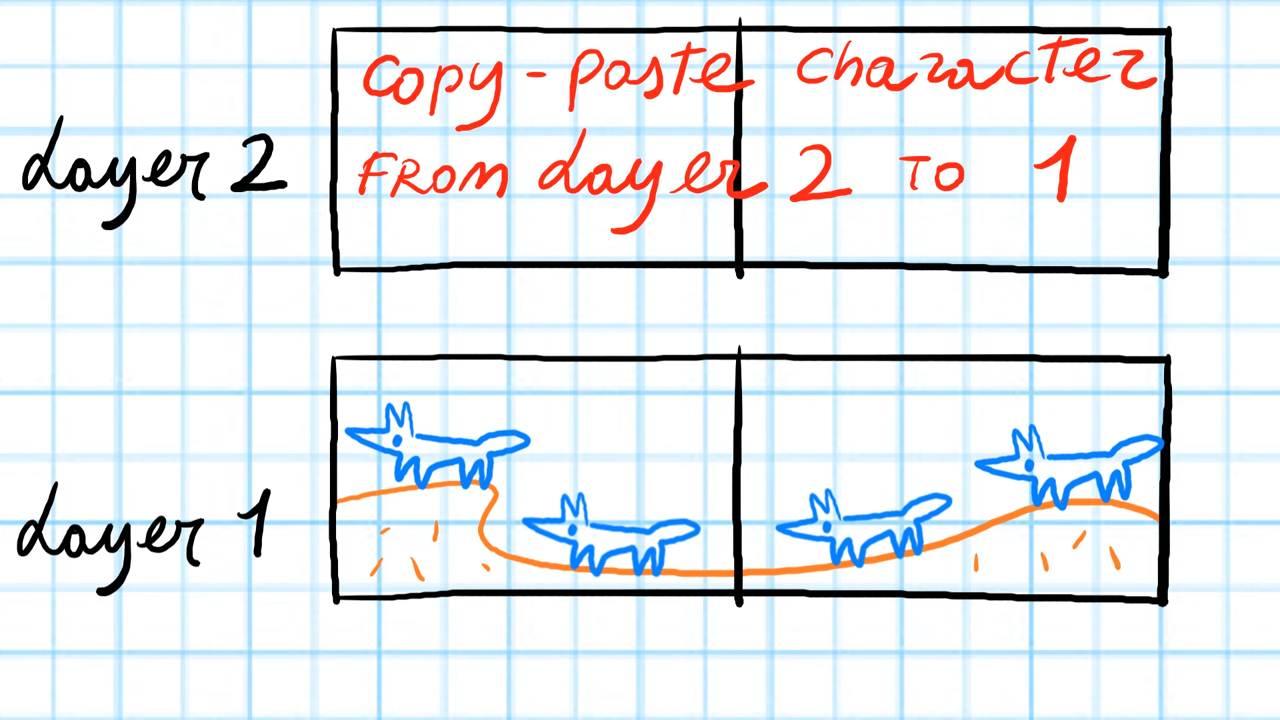 Copy-paste character
from Layer 2 to 1
Layer 2
Layer 1